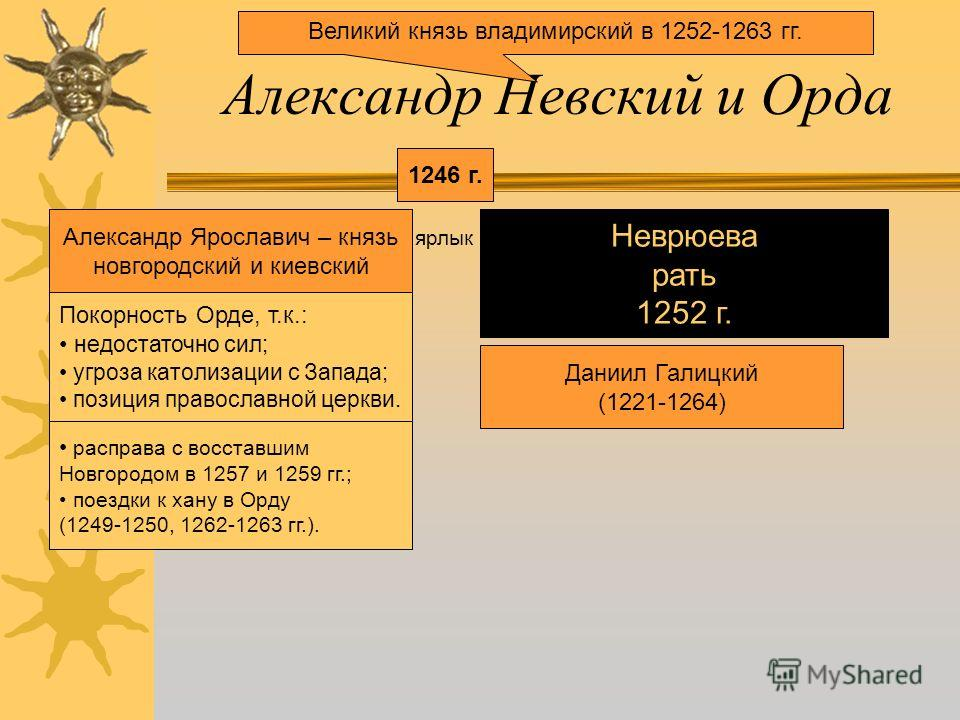 Великий князь владимирский в 1252-1263 гг.
Александр Невский и Орда
1246 г.
Александр Ярославич – князь
новгородский и киевский
ярлык
Неврюева
рать
1252 г.
Покорность Орде, т.к.:
• недостаточно сил;
• угроза католизации с Запада;
• позиция православной церкви.
Даниил Галицкий
(1221-1264)
• расправа с восставшим
Новгородом в 1257 и 1259 гг.;
• поездки к хану в Орду
(1249-1250, 1262-1263 гг.).
MyShared